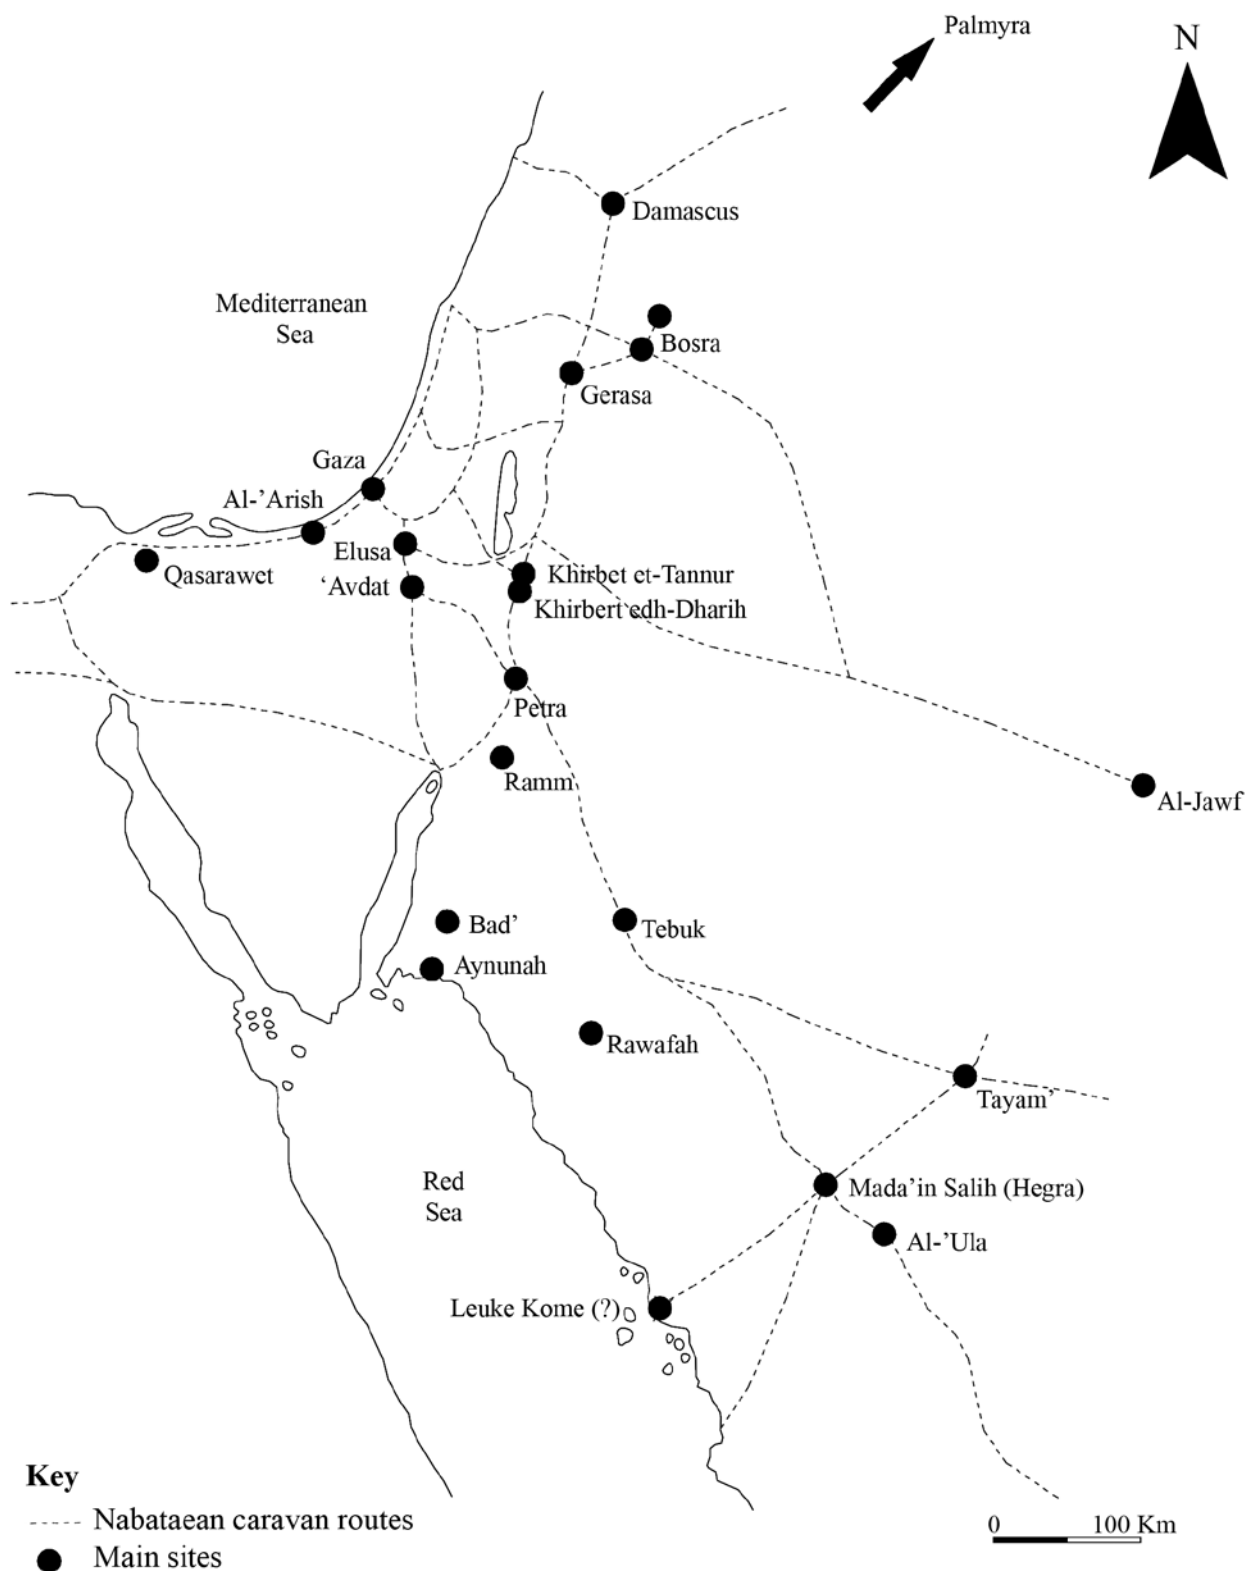 Palmyra
N
Damascus
Mediterranean
Sea
Bosra
Gerasa
Gaza
Al-’Arish
Elusa
Qasarawet
‘Avdat
Khirbet et-Tannur
Khirbert edh-Dharih
Petra
Ramm
Al-Jawf
Bad’
Tebuk
Aynunah
Rawafah
Tayam’
Red
Sea
Mada’in Salih (Hegra)
Al-’Ula
Leuke Kome (?)
Key
Nabataean caravan routes
Main sites
0 100 Km